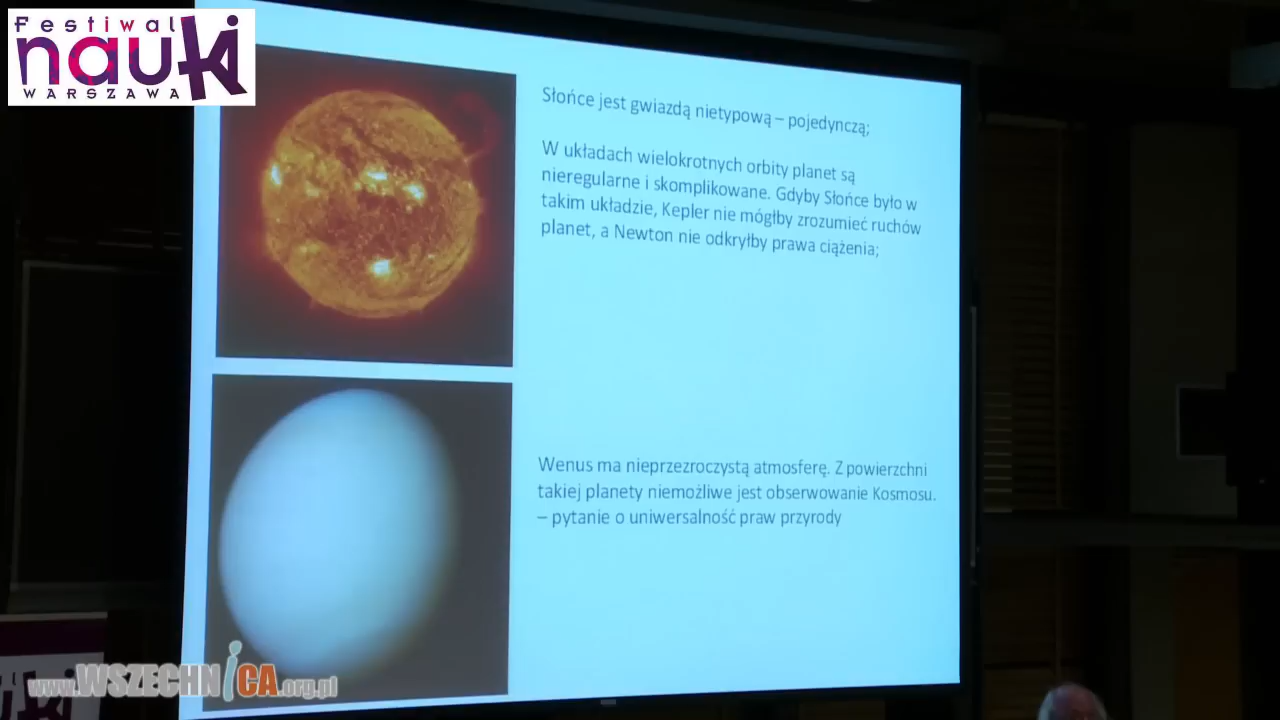 Festiwal
nauki
WARSZAWA
Słońce jest gwiazdą nietypową – pojedynczą;
W układach wielokrotnych orbity planet są
nieregularne i skomplikowane. Gdyby Słońce było w
takim układzie, Kepler nie mógłby zrozumieć ruchów
planet, a Newton nie odkryłby prawa ciążenia;
Wenus ma nieprzezroczystą atmosferę. Z powierzchni
takiej planety niemożliwe jest obserwowanie Kosmosu.
– pytanie o uniwersalność praw przyrody
www.WSZECHNiCA.org.pl